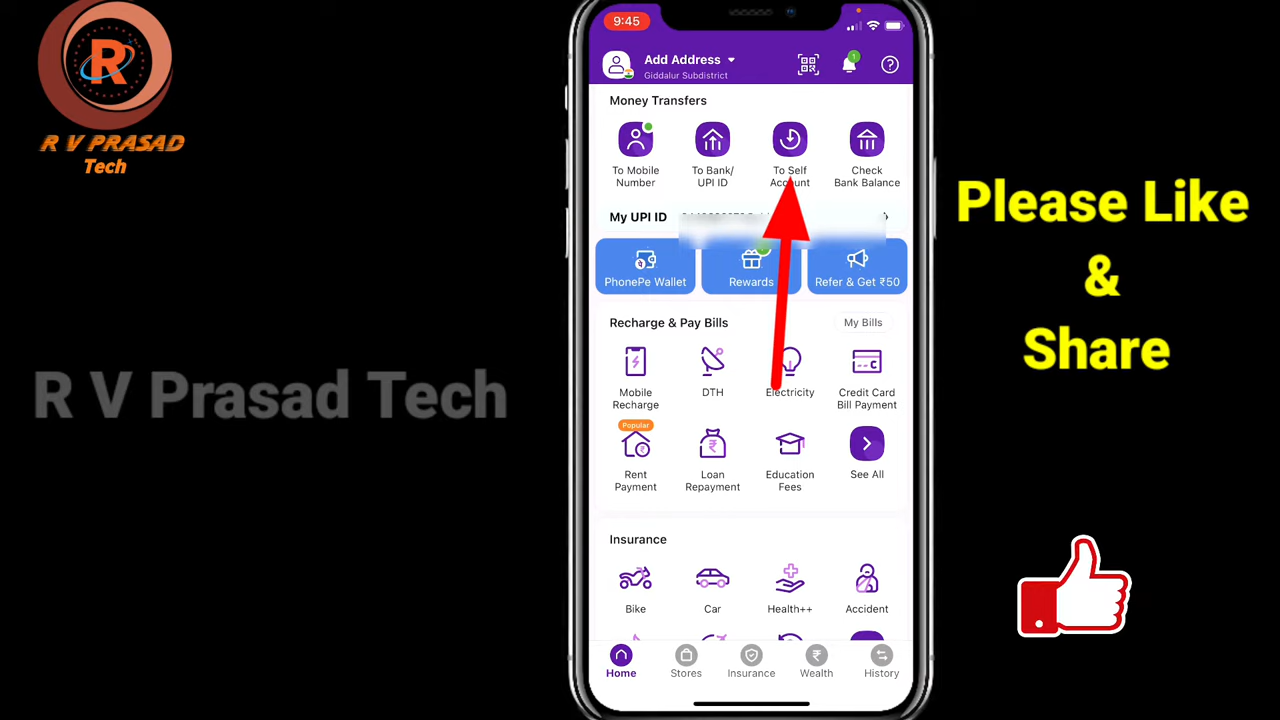 R
R V PRASAD
Tech
R V Prasad Tech
9:45
Add Address
Giddalur Subdistrict
1
Money Transfers
To Mobile Number
To Bank/ UPI ID
To Self Account
Check Bank Balance
My UPI ID
PhonePe Wallet
Rewards
Refer & Get ₹50
Recharge & Pay Bills
My Bills
Mobile Recharge
DTH
Electricity
Credit Card Bill Payment
Popular
Rent Payment
Loan Repayment
Education Fees
See All
Insurance
Bike
Car
Health++
Accident
Home
Stores
Insurance
Wealth
History
Please Like
&
Share